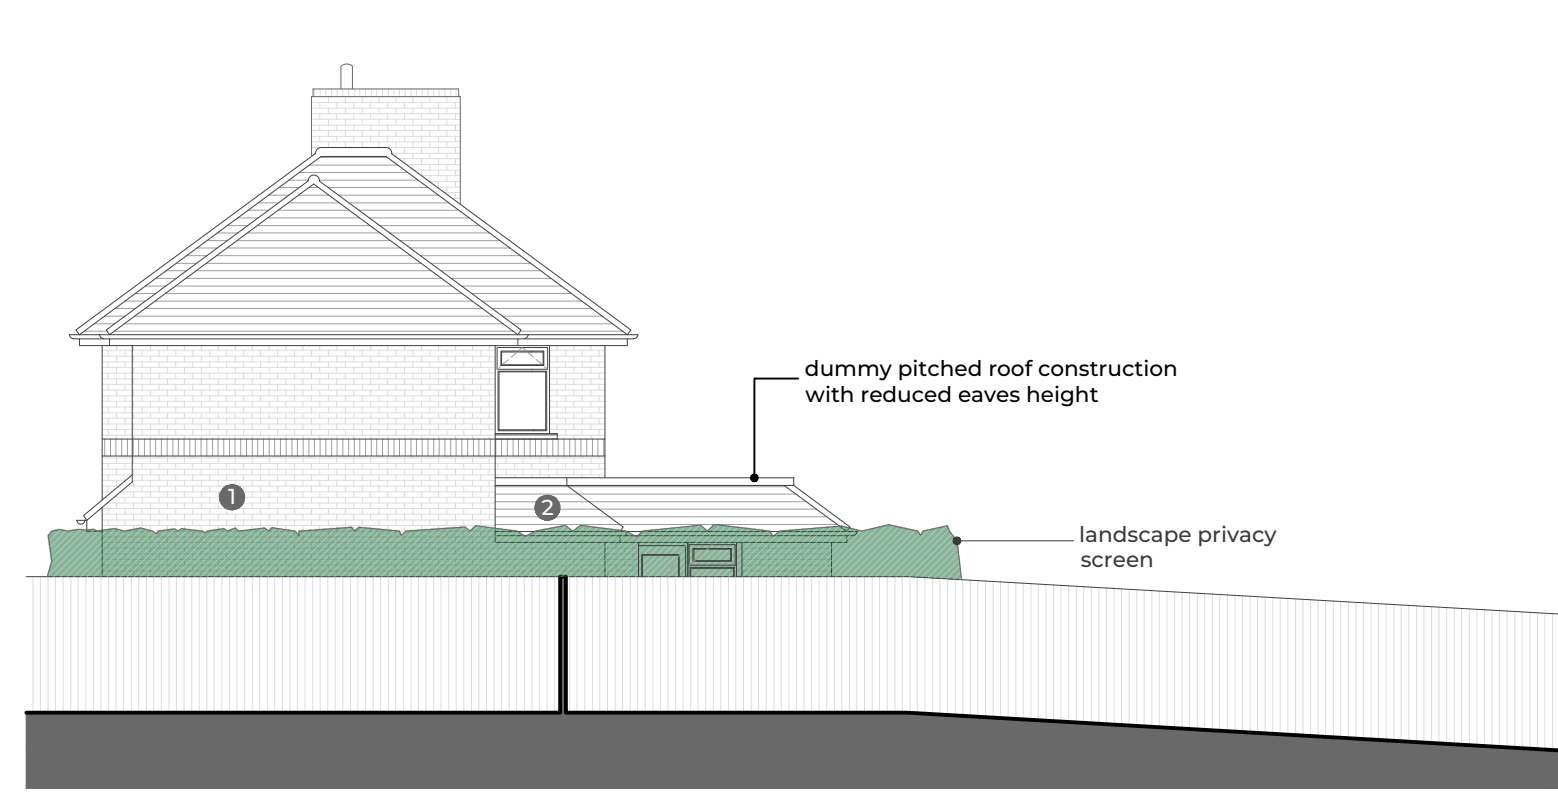 dummy pitched roof construction
with reduced eaves height
1
2
landscape privacy
screen